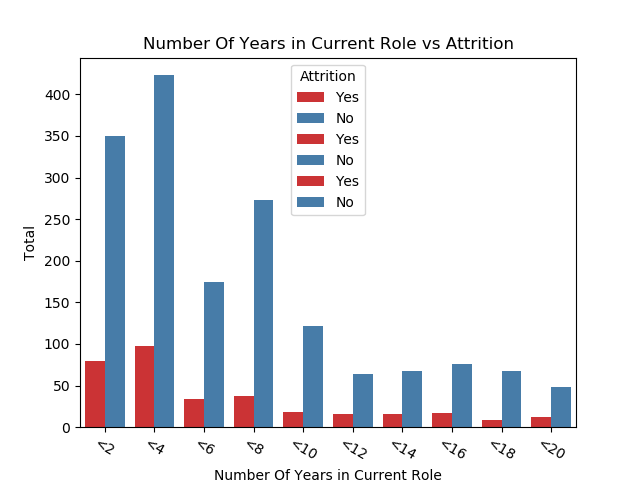 Number Of Years in Current Role vs Attrition
Attrition
Yes
No
Yes
No
Yes
No
400
350
300
250
200
150
100
50
0
Total
<2
<4
<6
<8
<10
<12
<14
<16
<18
<20
Number Of Years in Current Role